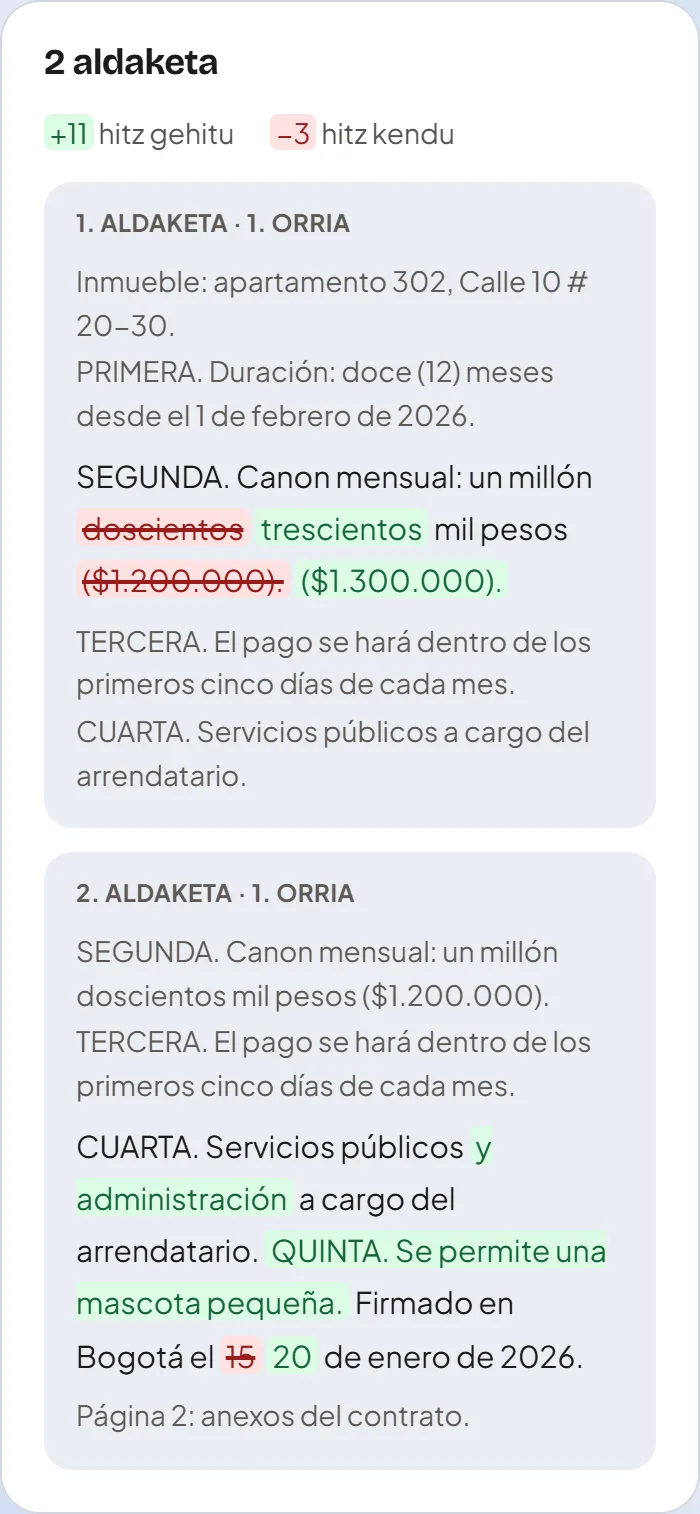 2 aldaketa
+11 hitz gehitu −3 hitz kendu
1. ALDAKETA · 1. ORRIA
Inmueble: apartamento 302, Calle 10 #
20–30.
PRIMERA. Duración: doce (12) meses
desde el 1 de febrero de 2026.
SEGUNDA. Canon mensual: un millón
doscientos trescientos mil pesos
($1.200.000). ($1.300.000).
TERCERA. El pago se hará dentro de los
primeros cinco días de cada mes.
CUARTA. Servicios públicos a cargo del
arrendatario.
2. ALDAKETA · 1. ORRIA
SEGUNDA. Canon mensual: un millón
doscientos mil pesos ($1.200.000).
TERCERA. El pago se hará dentro de los
primeros cinco días de cada mes.
CUARTA. Servicios públicos y
administración a cargo del
arrendatario. QUINTA. Se permite una
mascota pequeña. Firmado en
Bogotá el 15 20 de enero de 2026.
Página 2: anexos del contrato.